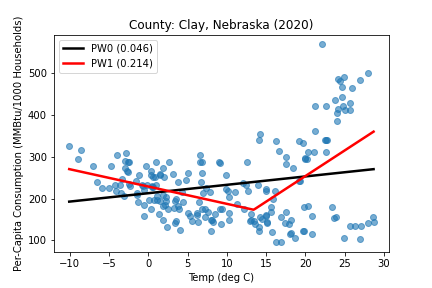 County: Clay, Nebraska (2020)
PW0 (0.046)
PW1 (0.214)
Per-Capita Consumption (MMBtu/1000 Households)
500
400
300
200
100
-10 -5 0 5 10 15 20 25 30
Temp (deg C)